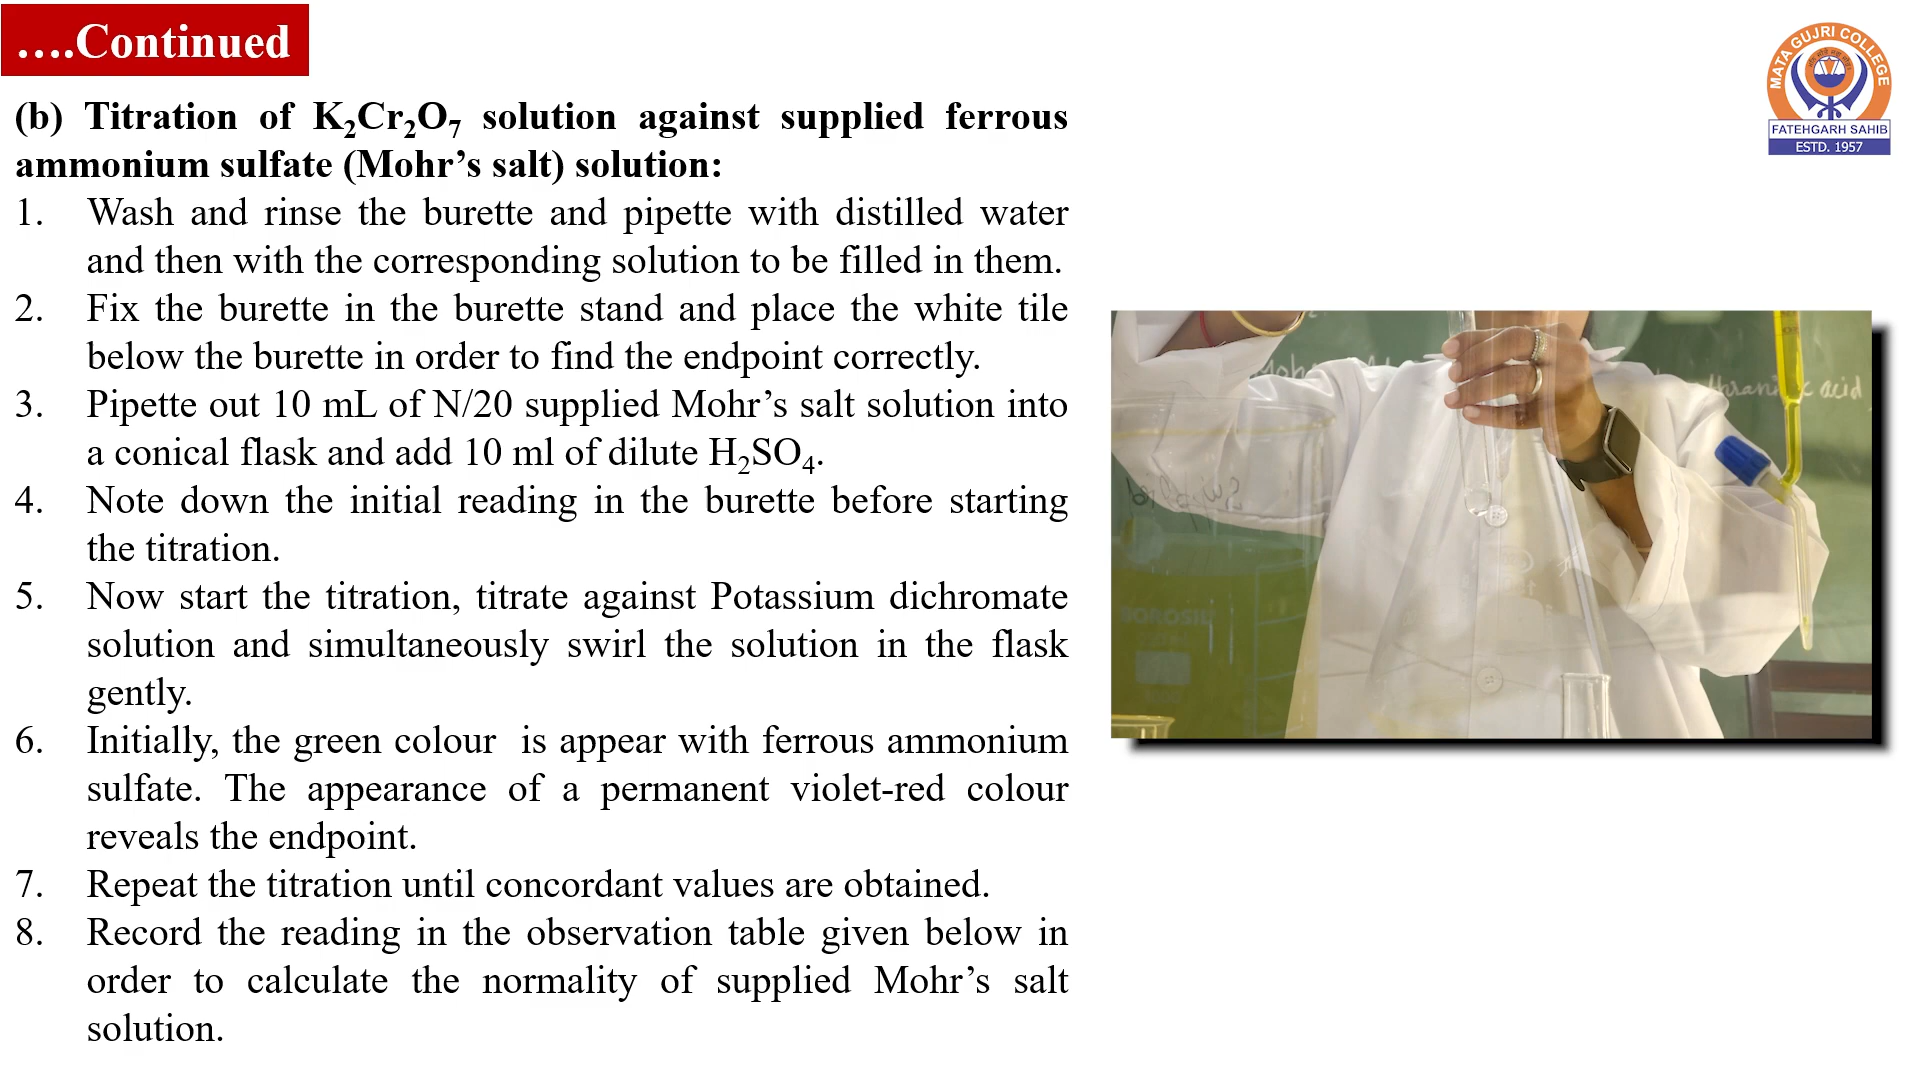 ….Continued
MATA GUJRI COLLEGE
FATEHGARH SAHIB
ESTD. 1957
(b) Titration of K₂Cr₂O₇ solution against supplied ferrous
ammonium sulfate (Mohr’s salt) solution:
1. Wash and rinse the burette and pipette with distilled water
and then with the corresponding solution to be filled in them.
2. Fix the burette in the burette stand and place the white tile
below the burette in order to find the endpoint correctly.
3. Pipette out 10 mL of N/20 supplied Mohr’s salt solution into
a conical flask and add 10 ml of dilute H₂SO₄.
4. Note down the initial reading in the burette before starting
the titration.
5. Now start the titration, titrate against Potassium dichromate
solution and simultaneously swirl the solution in the flask
gently.
6. Initially, the green colour  is appear with ferrous ammonium
sulfate. The appearance of a permanent violet-red colour
reveals the endpoint.
7. Repeat the titration until concordant values are obtained.
8. Record the reading in the observation table given below in
order to calculate the normality of supplied Mohr’s salt
solution.
acid
BOROSIL